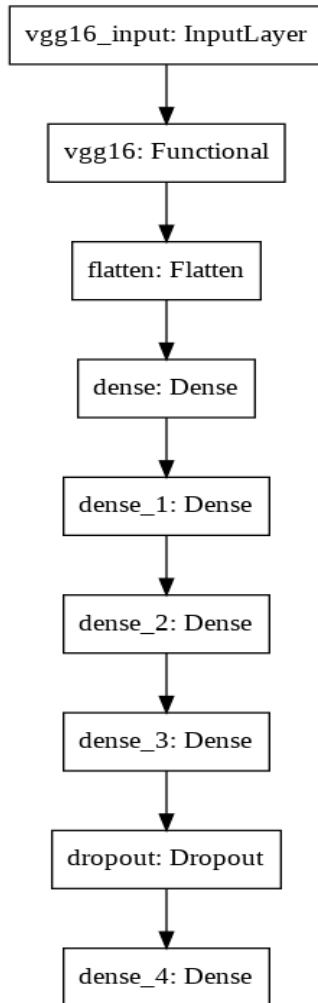 vgg16_input: InputLayer
vgg16: Functional
flatten: Flatten
dense: Dense
dense_1: Dense
dense_2: Dense
dense_3: Dense
dropout: Dropout
dense_4: Dense